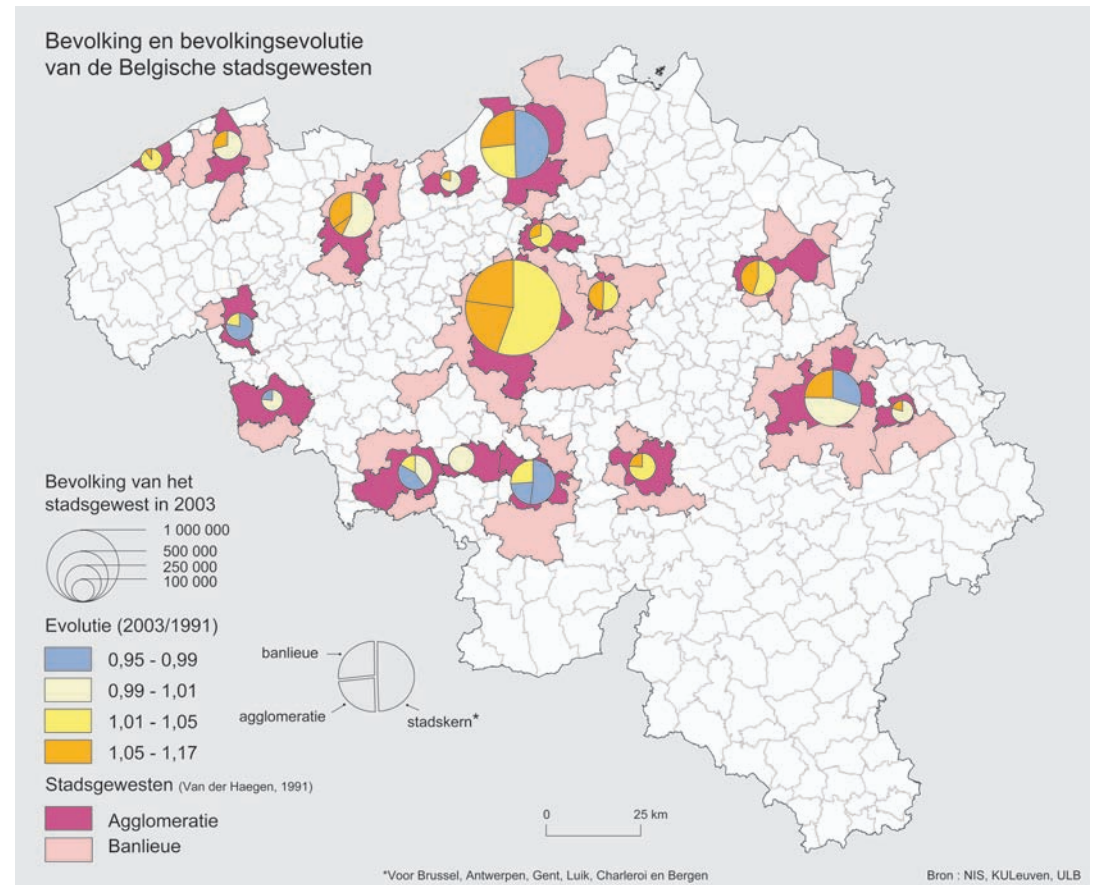 Bevolking en bevolkingsevolutie
van de Belgische stadsgewesten
Bevolking van het
stadsgewest in 2003
1 000 000
500 000
250 000
100 000
Evolutie (2003/1991)
0,95 - 0,99
0,99 - 1,01
1,01 - 1,05
1,05 - 1,17
banlieue
agglomeratie
stadskern*
Stadsgewesten (Van der Haegen, 1991)
Agglomeratie
Banlieue
0 25 km
*Voor Brussel, Antwerpen, Gent, Luik, Charleroi en Bergen
Bron : NIS, KULeuven, ULB